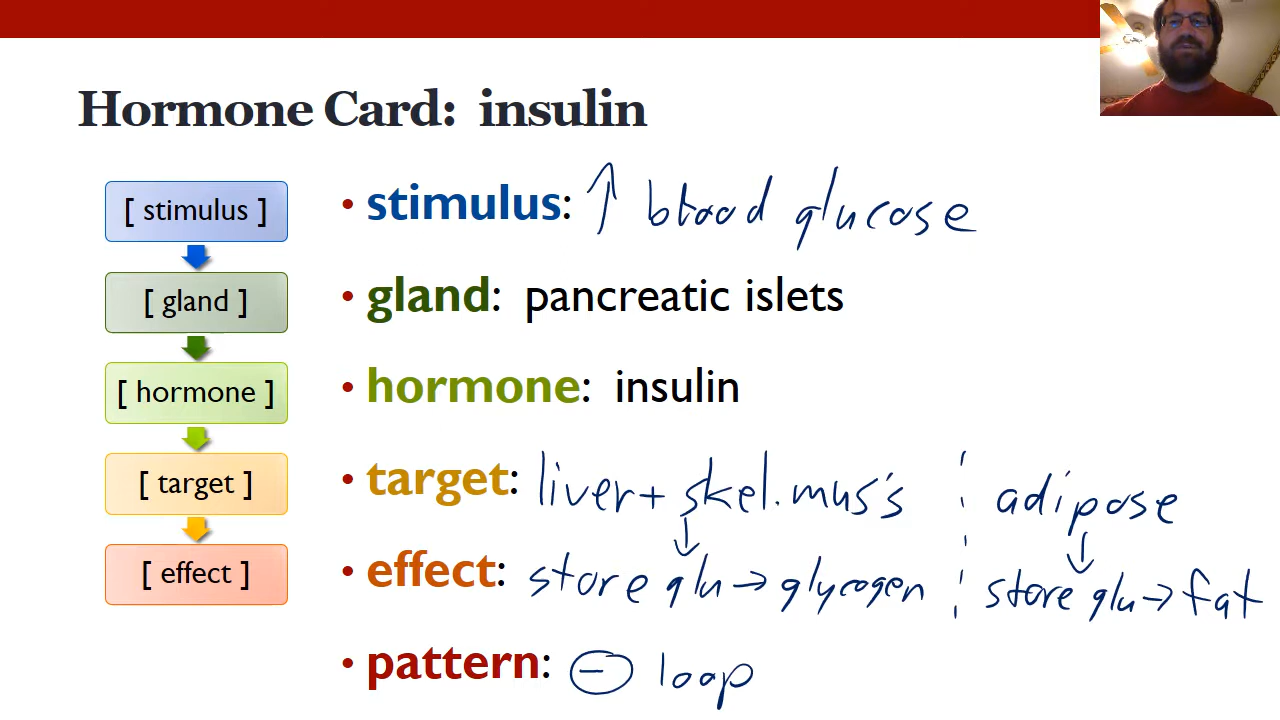 Hormone Card: insulin
[ stimulus ]
[ gland ]
[ hormone ]
[ target ]
[ effect ]
• stimulus: ↑ blood glucose
• gland: pancreatic islets
• hormone: insulin
• target: liver + skel. mus's ¦ adipose
• effect: store glu → glycogen ¦ store glu → fat
• pattern: ⊖ loop